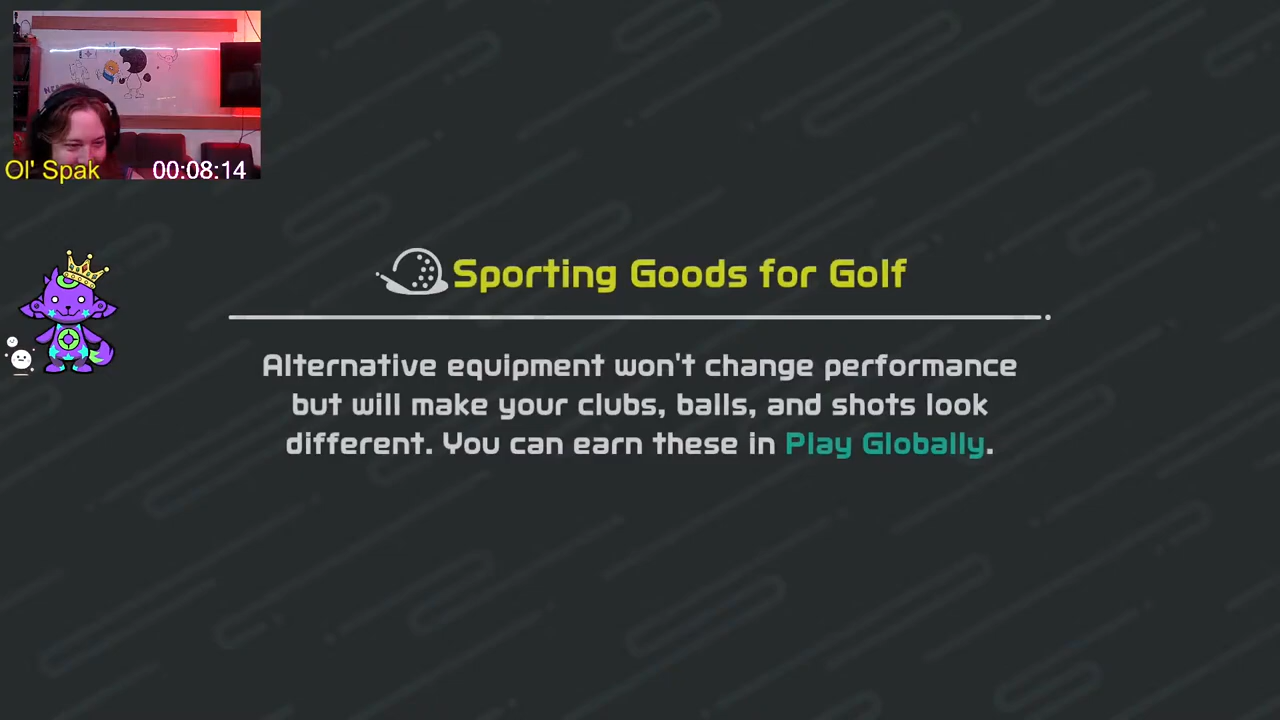 Ol' Spak
00:08:14
Sporting Goods for Golf
Alternative equipment won't change performance
but will make your clubs, balls, and shots look
different. You can earn these in Play Globally.